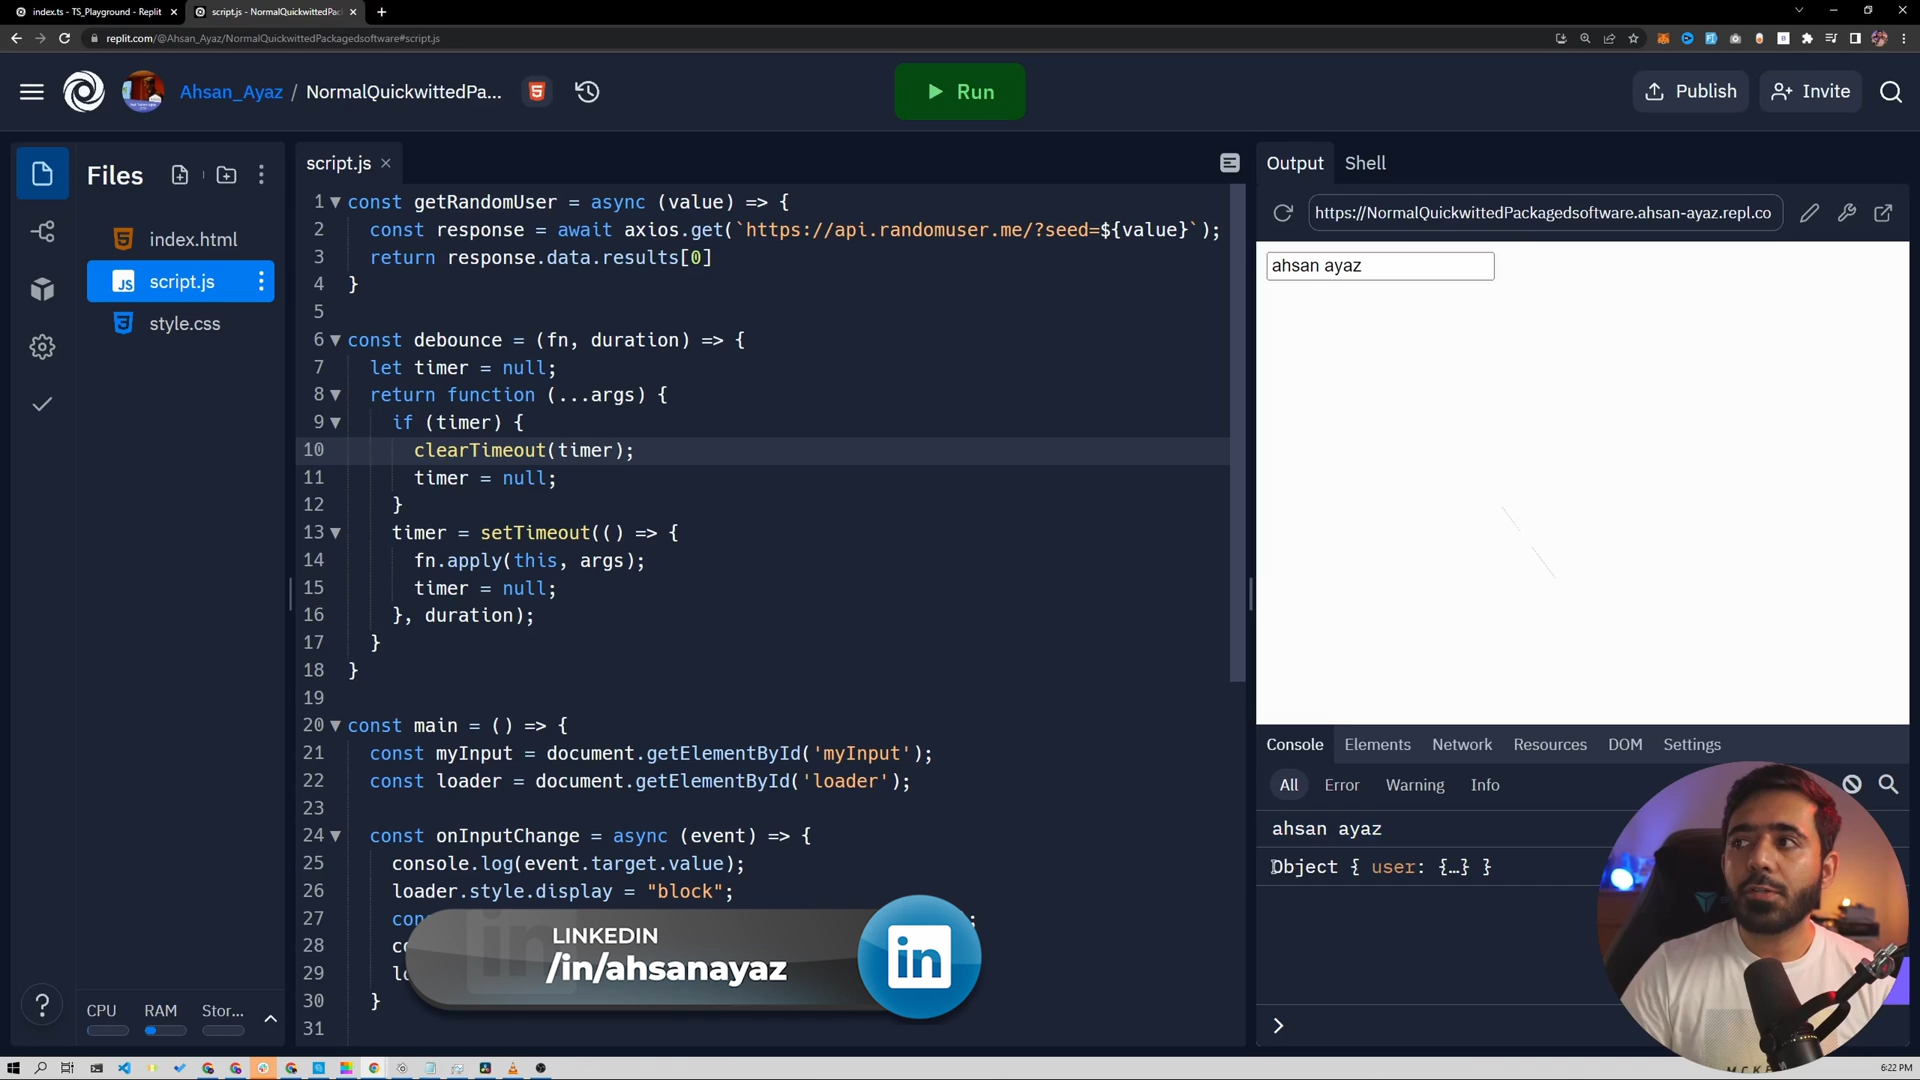 index.ts - TS_Playground - Replit
script.js - NormalQuickwittedPac
replit.com/@Ahsan_Ayaz/NormalQuickwittedPackagedsoftware#script.js
Ahsan_Ayaz / NormalQuickwittedPa...
Run
Publish
Invite
Files
index.html
script.js
style.css
CPU RAM Stor...
script.js
1 const getRandomUser = async (value) => {
2 const response = await axios.get(`https://api.randomuser.me/?seed=${value}`);
3 return response.data.results[0]
4 }
5
6 const debounce = (fn, duration) => {
7 let timer = null;
8 return function (...args) {
9 if (timer) {
10 clearTimeout(timer);
11 timer = null;
12 }
13 timer = setTimeout(() => {
14 fn.apply(this, args);
15 timer = null;
16 }, duration);
17 }
18 }
19
20 const main = () => {
21 const myInput = document.getElementById('myInput');
22 const loader = document.getElementById('loader');
23
24 const onInputChange = async (event) => {
25 console.log(event.target.value);
26 loader.style.display = "block";
27 con ;
28 co
29 lo
30 }
31
LINKEDIN
/in/ahsanayaz
in
Output Shell
https://NormalQuickwittedPackagedsoftware.ahsan-ayaz.repl.co
ahsan ayaz
Console Elements Network Resources DOM Settings
All Error Warning Info
ahsan ayaz
Object { user: {…} }
6:22 PM